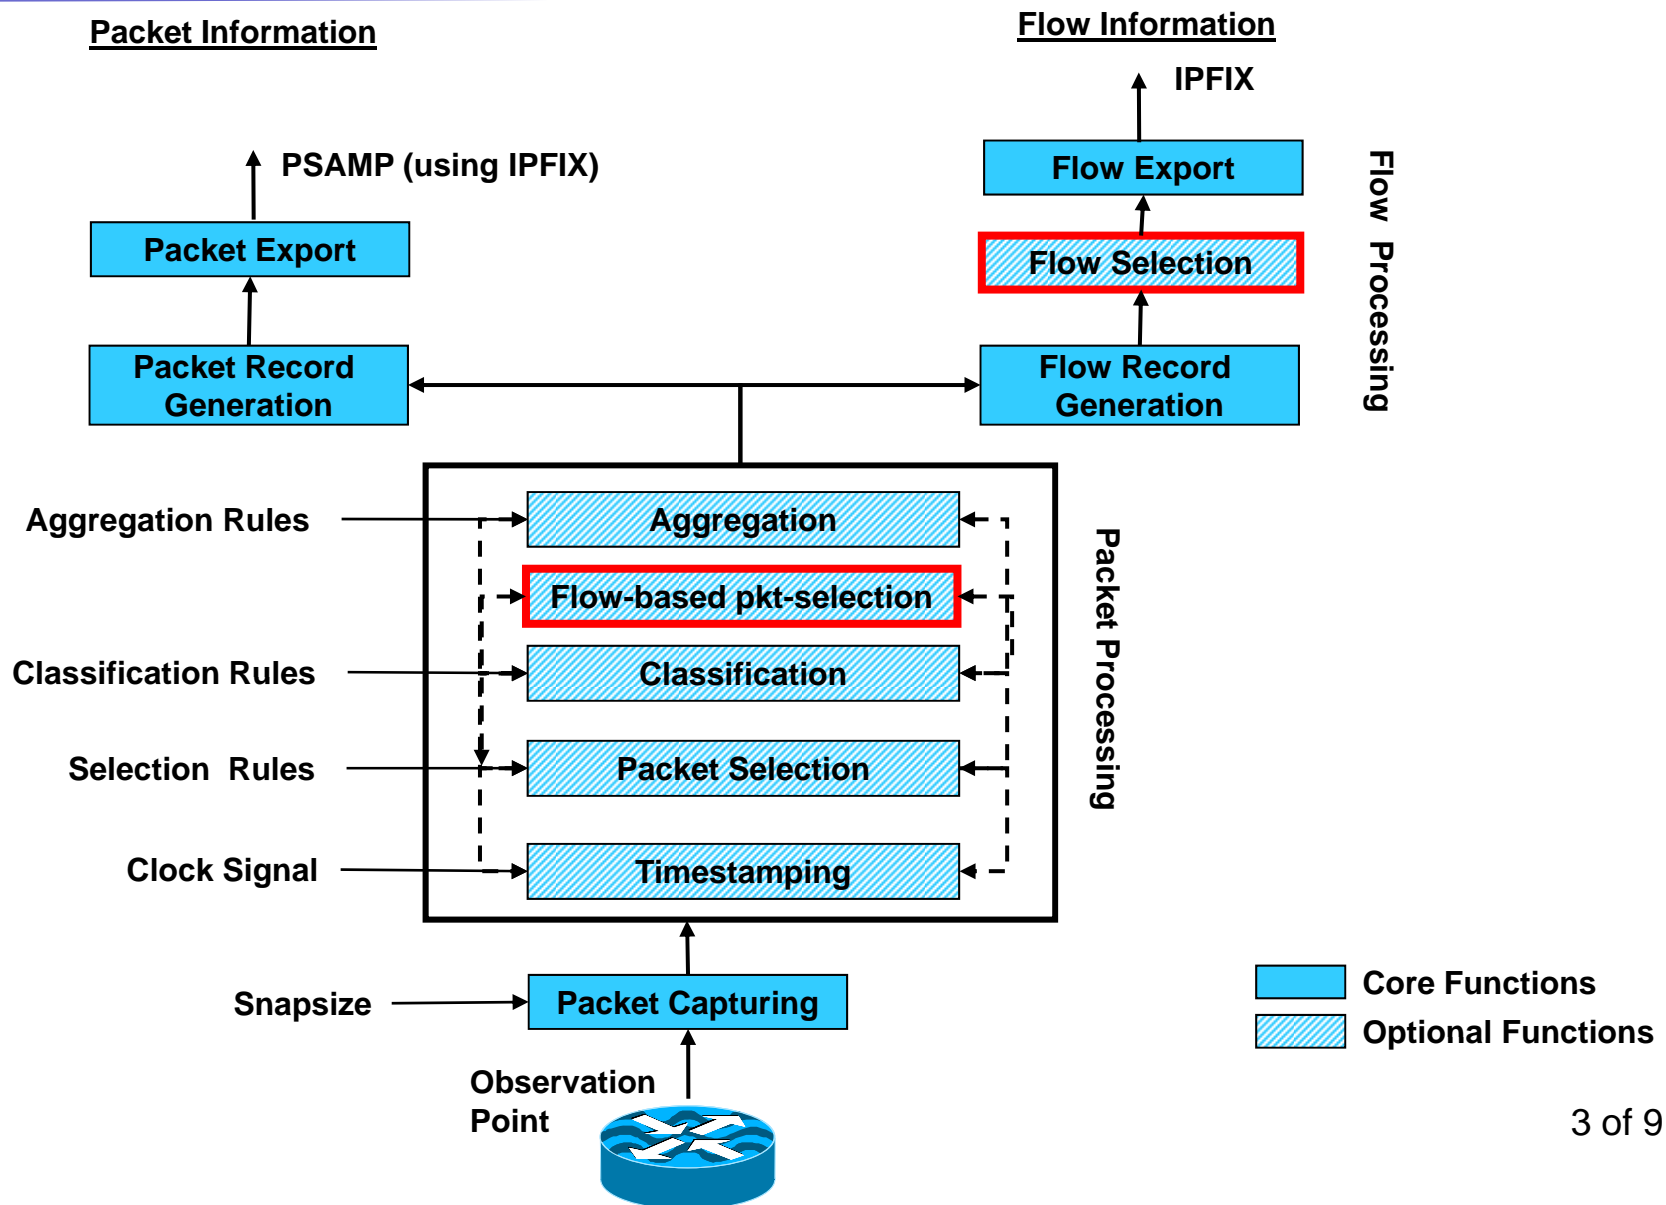 Packet Information
Flow Information
IPFIX
PSAMP (using IPFIX)
Flow Export
Packet Export
Flow Selection
Flow Processing
Packet Record
Generation
Flow Record
Generation
Aggregation Rules
Aggregation
Flow-based pkt-selection
Classification Rules
Classification
Packet Processing
Selection Rules
Packet Selection
Clock Signal
Timestamping
Snapsize
Packet Capturing
Core Functions
Optional Functions
Observation
Point
3 of 9